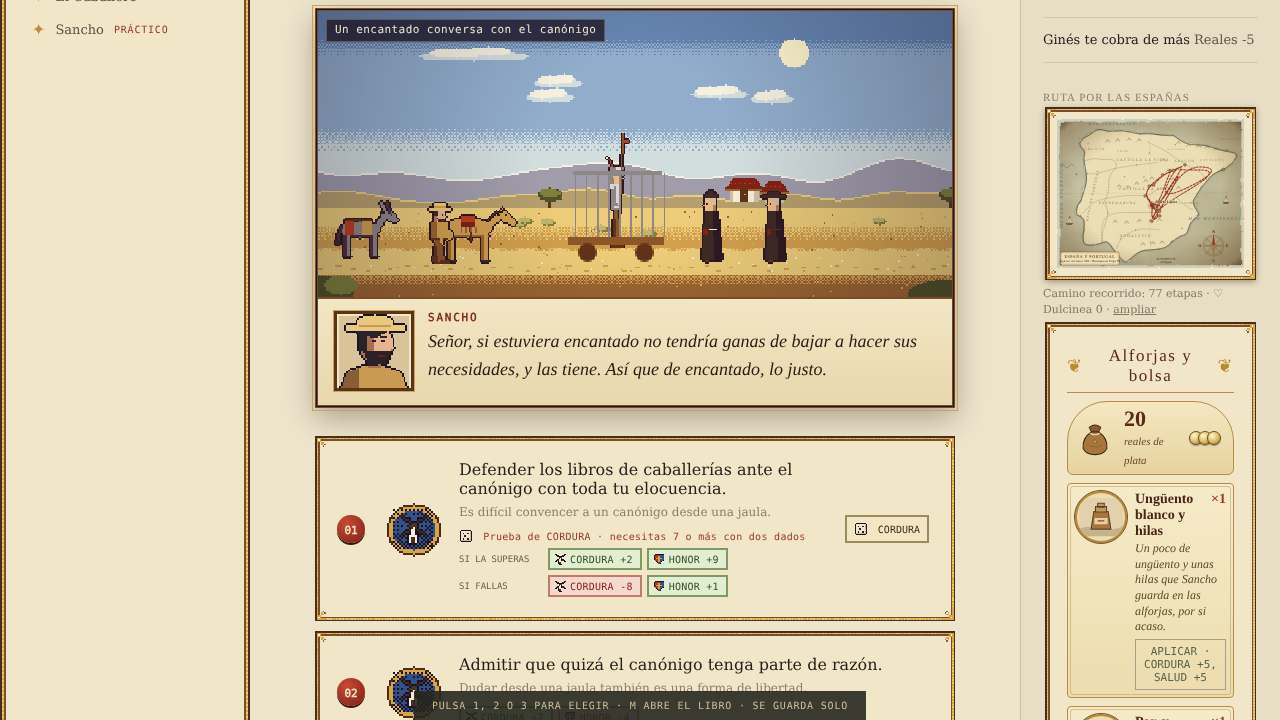 Sancho PRÁCTICO
Un encantado conversa con el canónigo
SANCHO
Señor, si estuviera encantado no tendría ganas de bajar a hacer sus
necesidades, y las tiene. Así que de encantado, lo justo.
01
Defender los libros de caballerías ante el
canónigo con toda tu elocuencia.
Es difícil convencer a un canónigo desde una jaula.
Prueba de CORDURA · necesitas 7 o más con dos dados
CORDURA
SI LA SUPERAS CORDURA +2 HONOR +9
SI FALLAS CORDURA -8 HONOR +1
02
Admitir que quizá el canónigo tenga parte de razón.
Dudar desde una jaula también es una forma de libertad.
PULSA 1, 2 O 3 PARA ELEGIR · M ABRE EL LIBRO · SE GUARDA SOLO
Ginés te cobra de más Reales -5
RUTA POR LAS ESPAÑAS
ESPAÑA Y PORTUGAL
Camino recorrido: 77 etapas · ♡
Dulcinea 0 · ampliar
Alforjas y
bolsa
20
reales de
plata
Ungüento ×1
blanco y
hilas
Un poco de
ungüento y unas
hilas que Sancho
guarda en las
alforjas, por si
acaso.
APLICAR ·
CORDURA +5,
SALUD +5